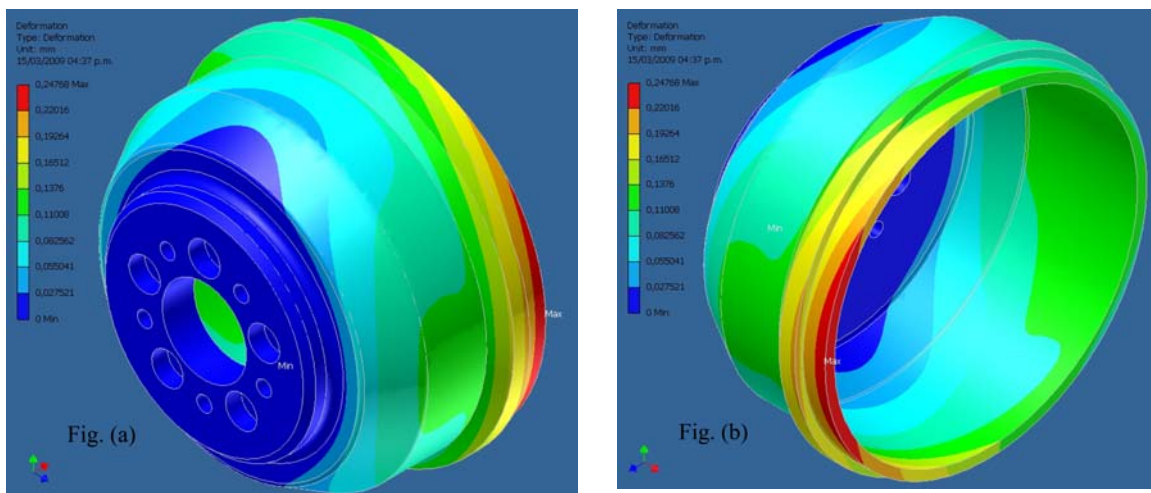 Deformation
Type: Deformation
Unit: mm
15/03/2009 04:37 p.m.
0,24768 Max
0,22016
0,19264
0,16512
0,1376
0,11008
0,082562
0,055041
0,027521
0 Min
Max
Min
Fig. (a)
Deformation
Type: Deformation
Unit: mm
15/03/2009 04:37 p.m.
0,24768 Max
0,22016
0,19264
0,16512
0,1376
0,11008
0,082562
0,055041
0,027521
0 Min
Min
Max
Fig. (b)